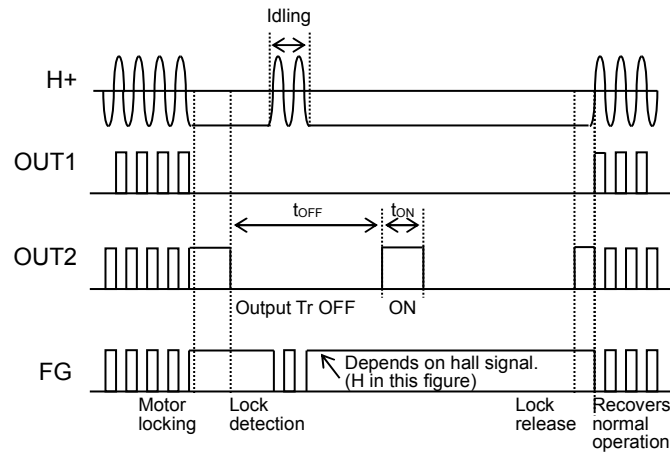 Idling
H+
OUT1
tOFF
tON
OUT2
Output Tr OFF
ON
FG
Depends on hall signal.
(H in this figure)
Motor
locking
Lock
detection
Lock
release
Recovers
normal
operation